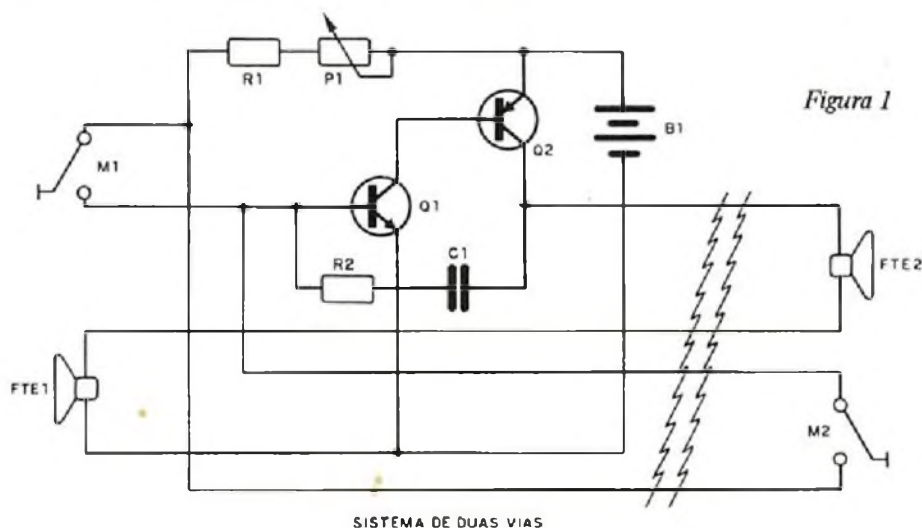 R1
P1
Figura 1
B1
Q2
M1
Q1
C1
R2
FTE2
FTE1
M2
SISTEMA DE DUAS VIAS